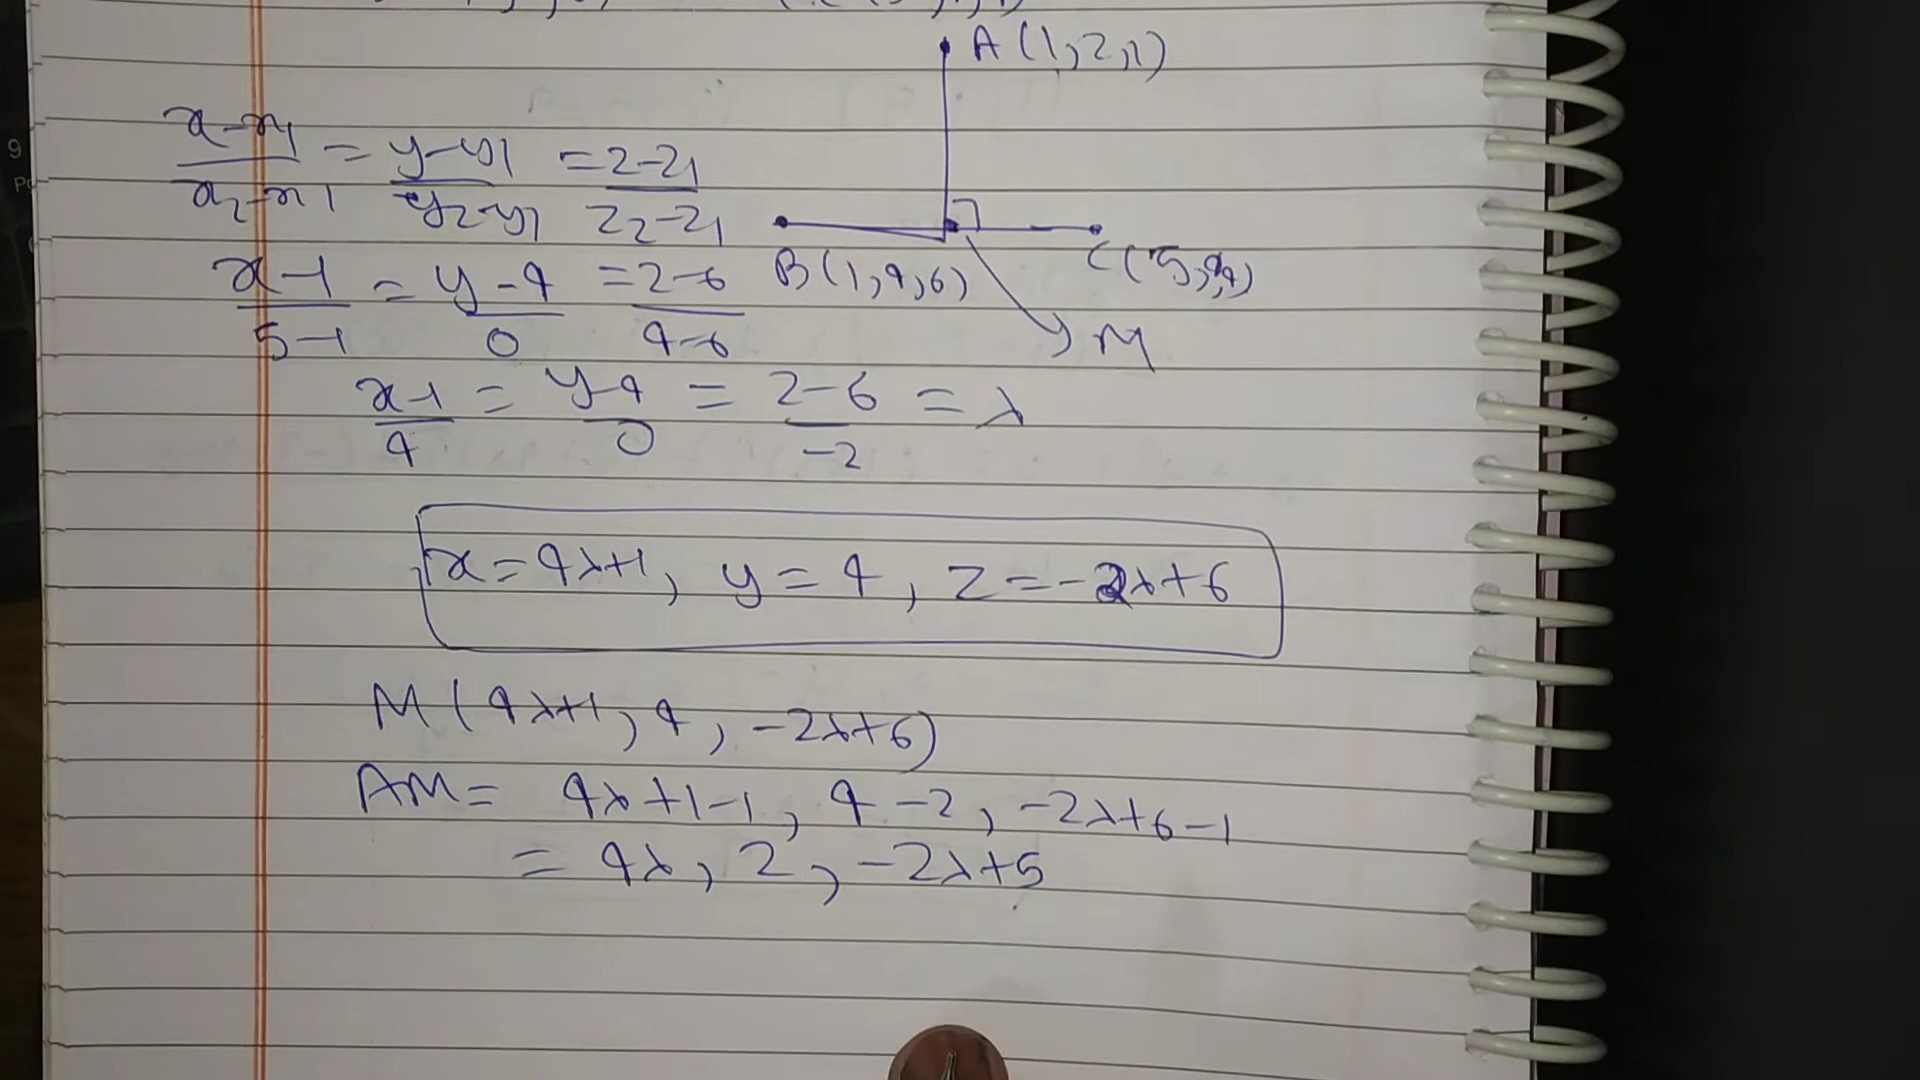 A(1,2,1)
x-x1/x2-x1 = y-y1/y2-y1 = z-z1/z2-z1
x-1/5-1 = y-4/0 = z-6/4-6
B(1,4,6)
C(5,4,4)
M
x-1/4 = y-4/0 = z-6/-2 = λ
x=4λ+1, y=4, z=-2λ+6
M(4λ+1, 4, -2λ+6)
AM= 4λ+1-1, 4-2, -2λ+6-1
= 4λ, 2, -2λ+5